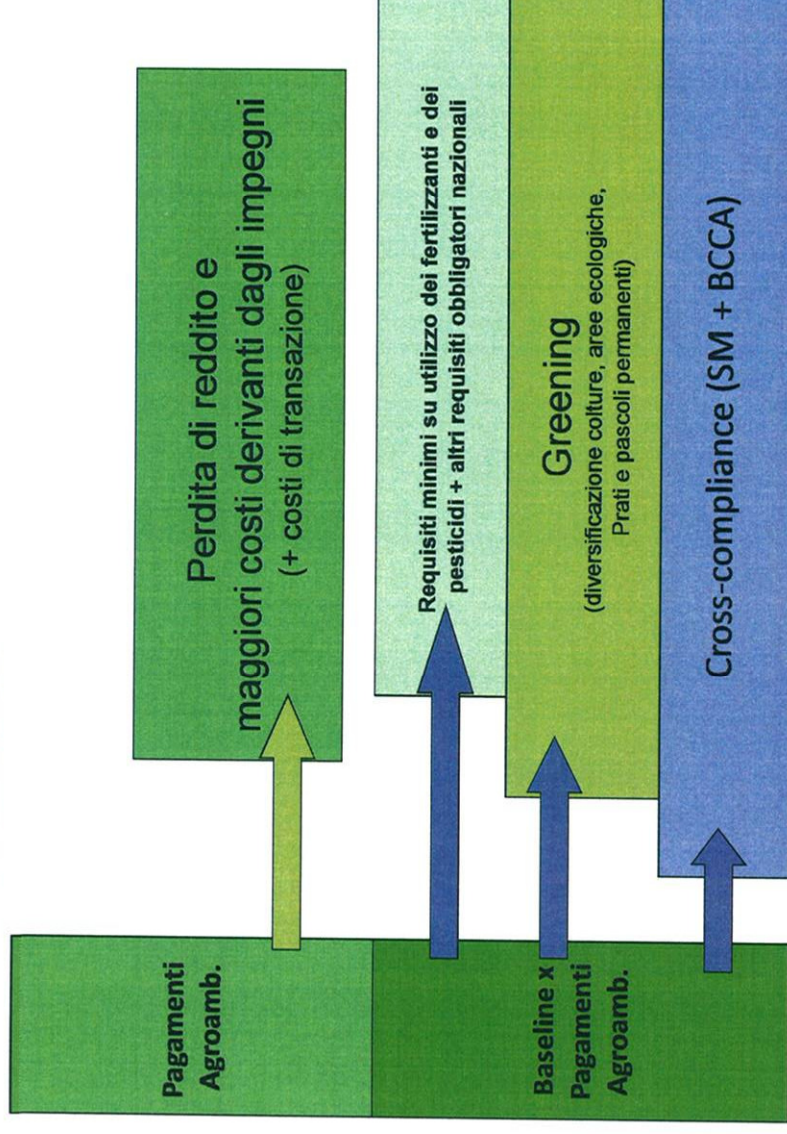 Pagamenti
Agroamb.
Perdita di reddito e
maggiori costi derivanti dagli impegni
(+ costi di transazione)
Baseline x
Pagamenti
Agroamb.
Requisiti minimi su utilizzo dei fertilizzanti e dei
pesticidi + altri requisiti obbligatori nazionali
Greening
(diversificazione colture, aree ecologiche,
Prati e pascoli permanenti)
Cross-compliance (SM + BCCA)